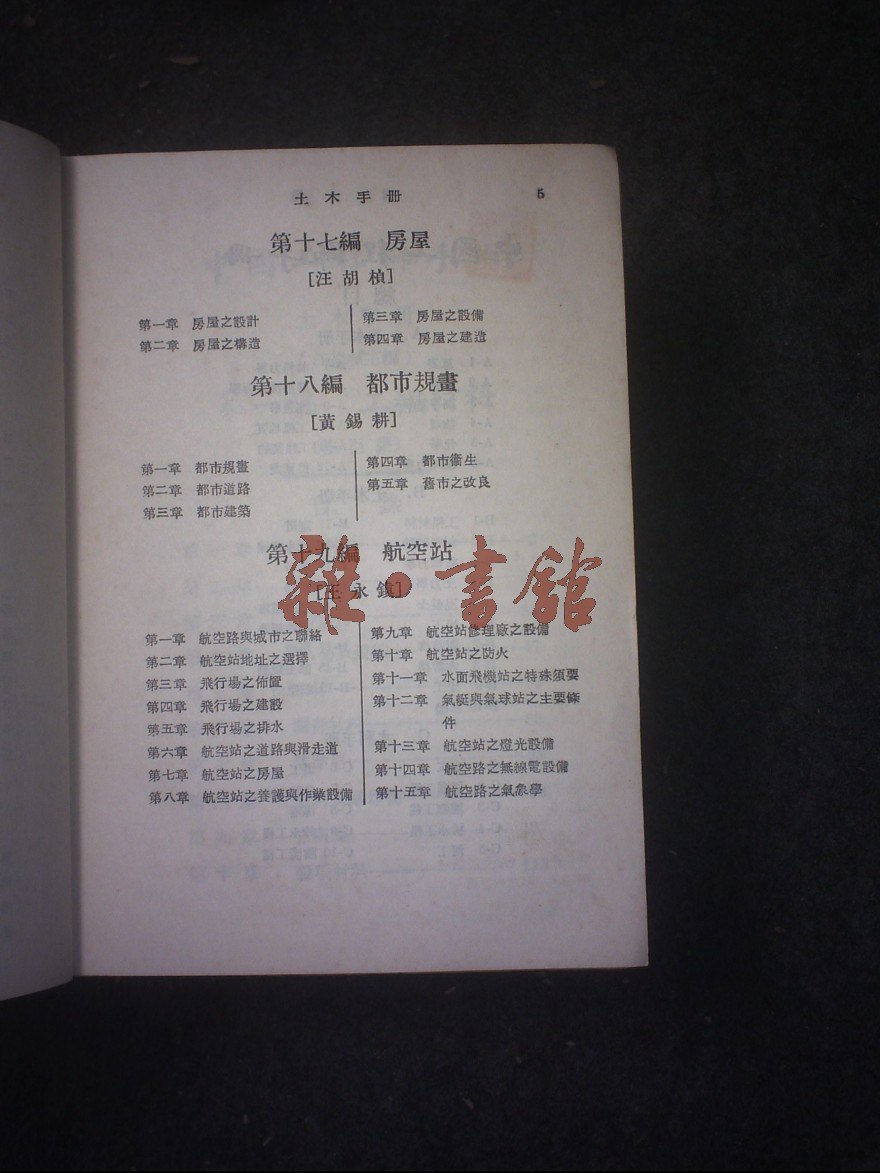 土木手冊 5
第十七編 房屋
[汪胡楨]
第一章 房屋之設計
第二章 房屋之構造
第三章 房屋之設備
第四章 房屋之建造
第十八編 都市規畫
[黃錫耕]
第一章 都市規畫
第二章 都市道路
第三章 都市建築
第四章 都市衞生
第五章 舊市之改良
第十九編 航空站
[王永鎮]
雜·書館
第一章 航空路與城市之聯絡
第二章 航空站地址之選擇
第三章 飛行場之佈置
第四章 飛行場之建設
第五章 飛行場之排水
第六章 航空站之道路與滑走道
第七章 航空站之房屋
第八章 航空站之養護與作業設備
第九章 航空站修理廠之設備
第十章 航空站之防火
第十一章 水面飛機站之特殊須要
第十二章 氣艇與氣球站之主要條
件
第十三章 航空站之燈光設備
第十四章 航空路之無線電設備
第十五章 航空路之氣象學